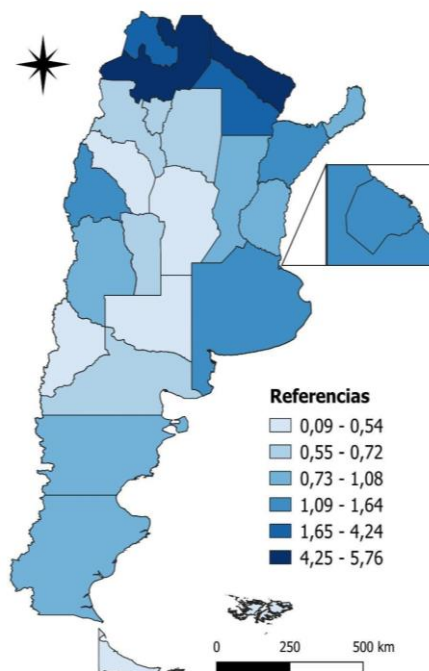 Referencias
0,09 - 0,54
0,55 - 0,72
0,73 - 1,08
1,09 - 1,64
1,65 - 4,24
4,25 - 5,76
0 250 500 km